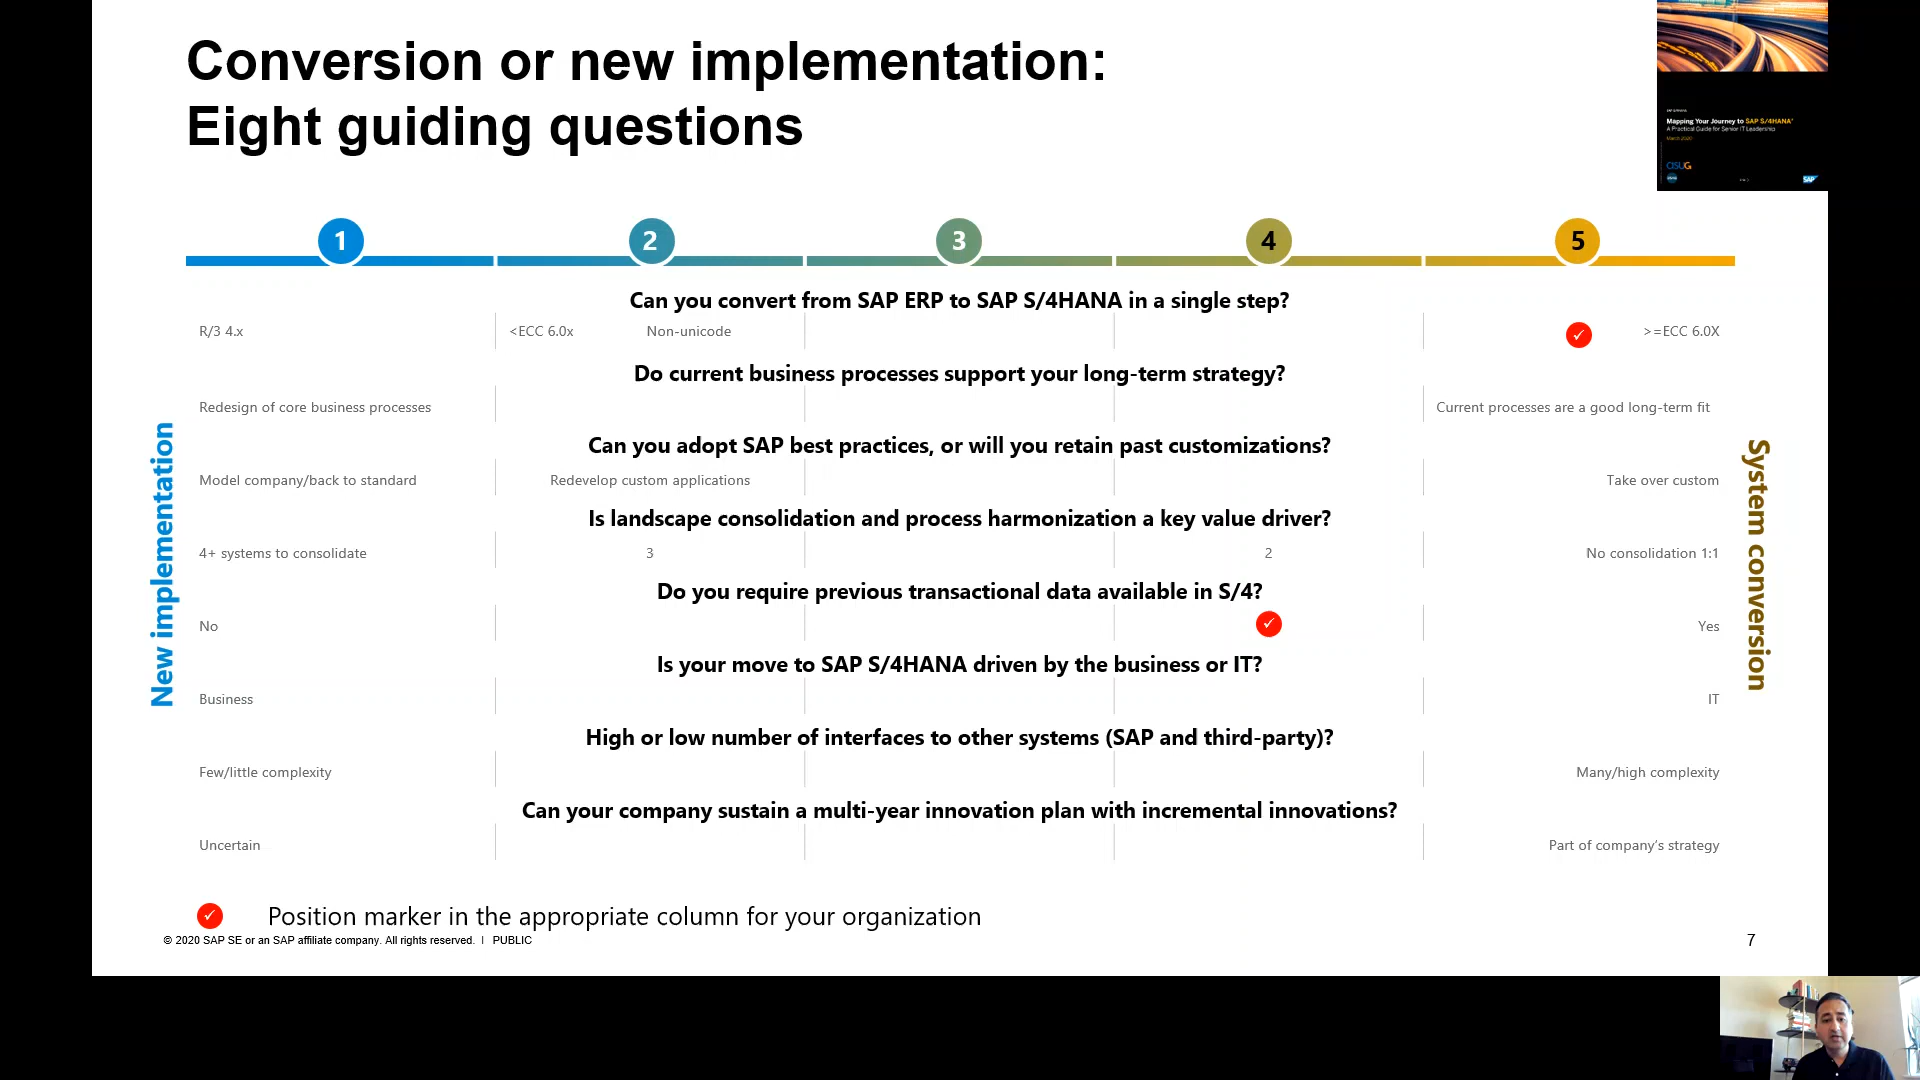 Conversion or new implementation:
Eight guiding questions
Mapping Your Journey to SAP S/4HANA*
A Practical Guide for Senior IT Leadership
March 2020
SAP
1
2
3
4
5
Can you convert from SAP ERP to SAP S/4HANA in a single step?
R/3 4.x
<ECC 6.0x
Non-unicode
>=ECC 6.0X
Do current business processes support your long-term strategy?
Redesign of core business processes
Current processes are a good long-term fit
Can you adopt SAP best practices, or will you retain past customizations?
Model company/back to standard
Redevelop custom applications
Take over custom
Is landscape consolidation and process harmonization a key value driver?
4+ systems to consolidate
3
2
No consolidation 1:1
Do you require previous transactional data available in S/4?
No
Yes
Is your move to SAP S/4HANA driven by the business or IT?
Business
IT
High or low number of interfaces to other systems (SAP and third-party)?
Few/little complexity
Many/high complexity
Can your company sustain a multi-year innovation plan with incremental innovations?
Uncertain
Part of company's strategy
New implementation
System conversion
Position marker in the appropriate column for your organization
© 2020 SAP SE or an SAP affiliate company. All rights reserved. | PUBLIC
7